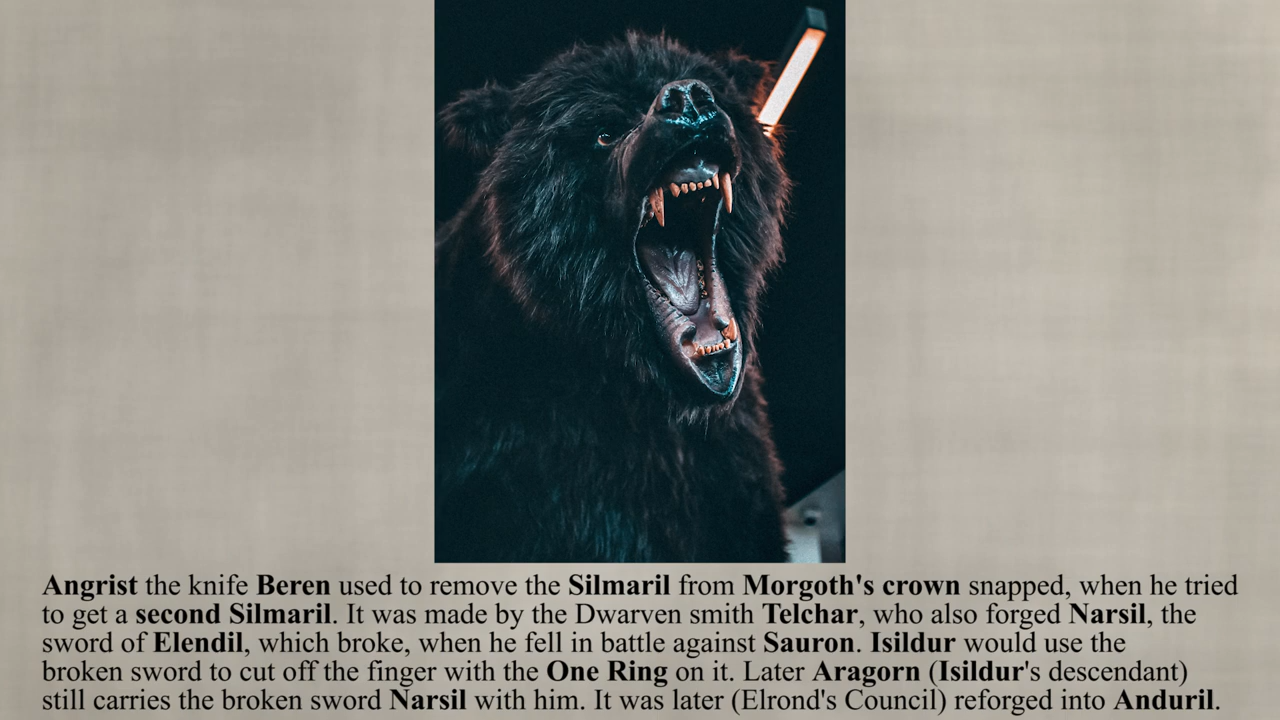 Angrist the knife Beren used to remove the Silmaril from Morgoth's crown snapped, when he tried
to get a second Silmaril. It was made by the Dwarven smith Telchar, who also forged Narsil, the
sword of Elendil, which broke, when he fell in battle against Sauron. Isildur would use the
broken sword to cut off the finger with the One Ring on it. Later Aragorn (Isildur's descendant)
still carries the broken sword Narsil with him. It was later (Elrond's Council) reforged into Anduril.